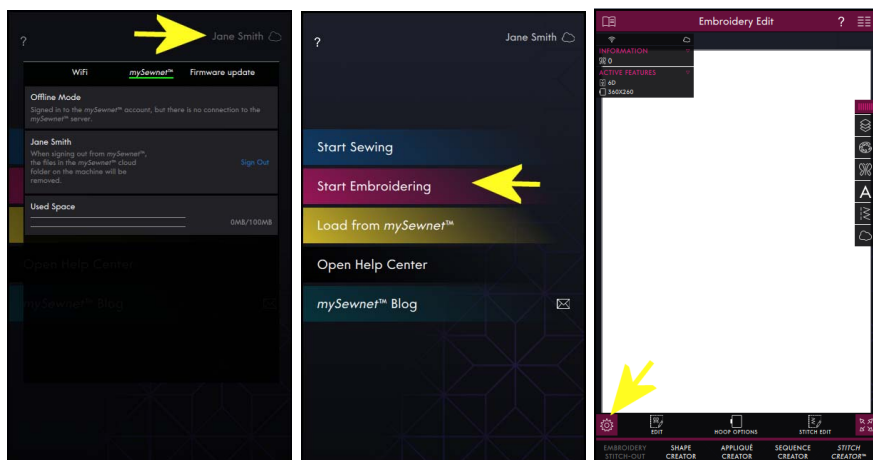 ?
Jane Smith
WiFi mySewnet™ Firmware update
Offline Mode
Signed in to the mySewnet™ account, but there is no connection to the
mySewnet™ server.
Jane Smith
When signing out from mySewnet™,
the files in the mySewnet™ cloud
folder on the machine will be
removed.
Sign Out
Used Space
0MB/100MB
Open Help Center
mySewnet™ Blog
?
Jane Smith
Start Sewing
Start Embroidering
Load from mySewnet™
Open Help Center
mySewnet™ Blog
Embroidery Edit ?
INFORMATION
0
ACTIVE FEATURES
6D
360X260
A
EDIT HOOP OPTIONS STITCH EDIT
EMBROIDERY STITCH-OUT
SHAPE CREATOR
APPLIQUÉ CREATOR
SEQUENCE CREATOR
STITCH CREATOR™